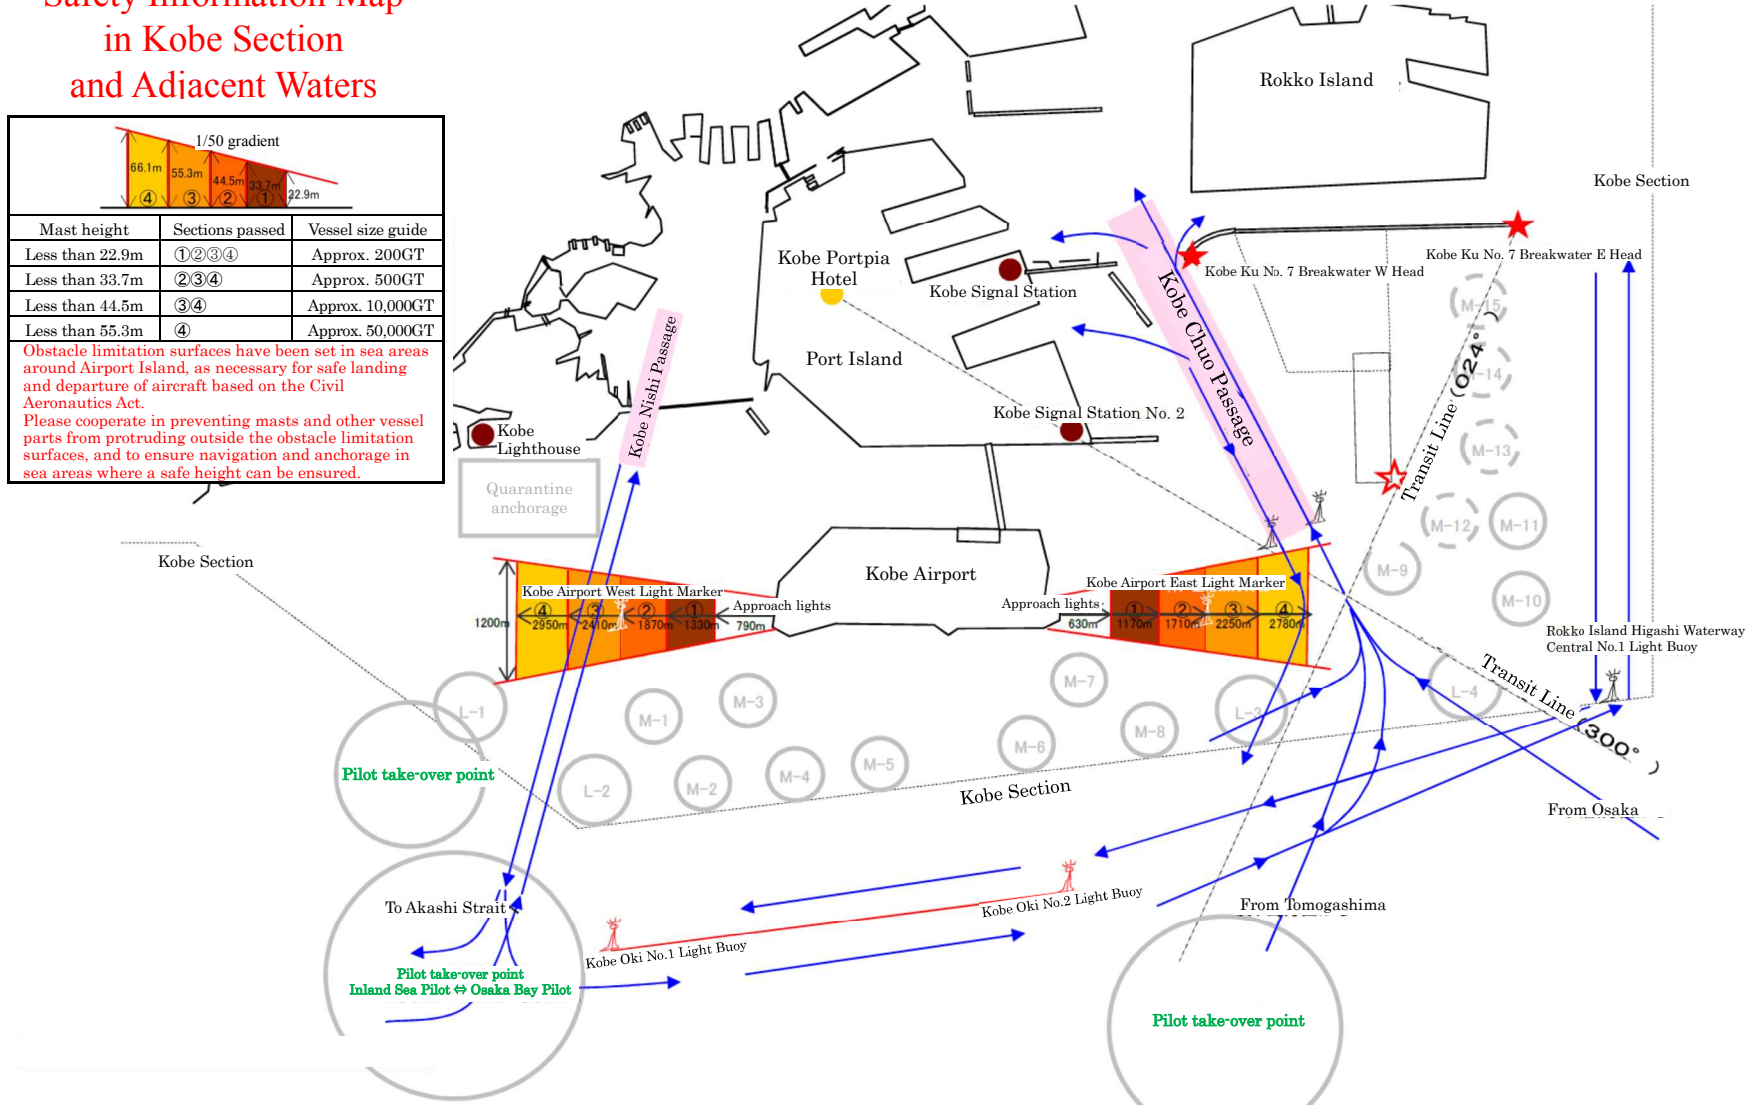 Safety Information Map
in Kobe Section
and Adjacent Waters
1/50 gradient
66.1m
55.3m
44.5m
33.7m
22.9m
④
③
②
①
Mast height Sections passed Vessel size guide
Less than 22.9m ①②③④ Approx. 200GT
Less than 33.7m ②③④ Approx. 500GT
Less than 44.5m ③④ Approx. 10,000GT
Less than 55.3m ④ Approx. 50,000GT
Obstacle limitation surfaces have been set in sea areas
around Airport Island, as necessary for safe landing
and departure of aircraft based on the Civil
Aeronautics Act.
Please cooperate in preventing masts and other vessel
parts from protruding outside the obstacle limitation
surfaces, and to ensure navigation and anchorage in
sea areas where a safe height can be ensured.
Rokko Island
Kobe Section
Kobe Portpia
Hotel
Kobe Signal Station
Kobe Ku No. 7 Breakwater W Head
Kobe Ku No. 7 Breakwater E Head
M-15
Kobe Chuo Passage
Kobe Nishi Passage
Port Island
-14
Transit Line (024°)
Kobe Signal Station No. 2
Kobe
Lighthouse
M-13
Quarantine
anchorage
M-12
M-11
Kobe Section
Kobe Airport
M-9
M-10
Kobe Airport West Light Marker
④
③
②
①
Approach lights
1200m
2950m
2410m
1870m
1330m
790m
Kobe Airport East Light Marker
Approach lights
①
②
③
④
630m
1170m
1710m
2250m
2780m
Rokko Island Higashi Waterway
Central No.1 Light Buoy
Transit Line (300°)
L-1
M-1
M-3
M-7
L-3
L-4
M-8
M-6
M-5
M-4
M-2
L-2
Pilot take-over point
Kobe Section
From Osaka
To Akashi Strait
Kobe Oki No.2 Light Buoy
From Tomogashima
Kobe Oki No.1 Light Buoy
Pilot take-over point
Inland Sea Pilot ⇔ Osaka Bay Pilot
Pilot take-over point